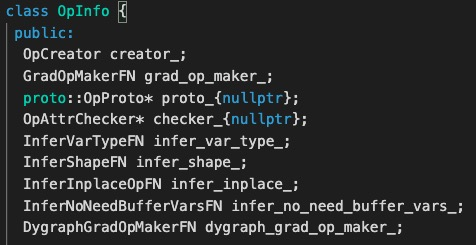 class OpInfo {
public:
OpCreator creator_;
GradOpMakerFN grad_op_maker_;
proto::OpProto* proto_{nullptr};
OpAttrChecker* checker_{nullptr};
InferVarTypeFN infer_var_type_;
InferShapeFN infer_shape_;
InferInplaceOpFN infer_inplace_;
InferNoNeedBufferVarsFN infer_no_need_buffer_vars_;
DygraphGradOpMakerFN dygraph_grad_op_maker_;